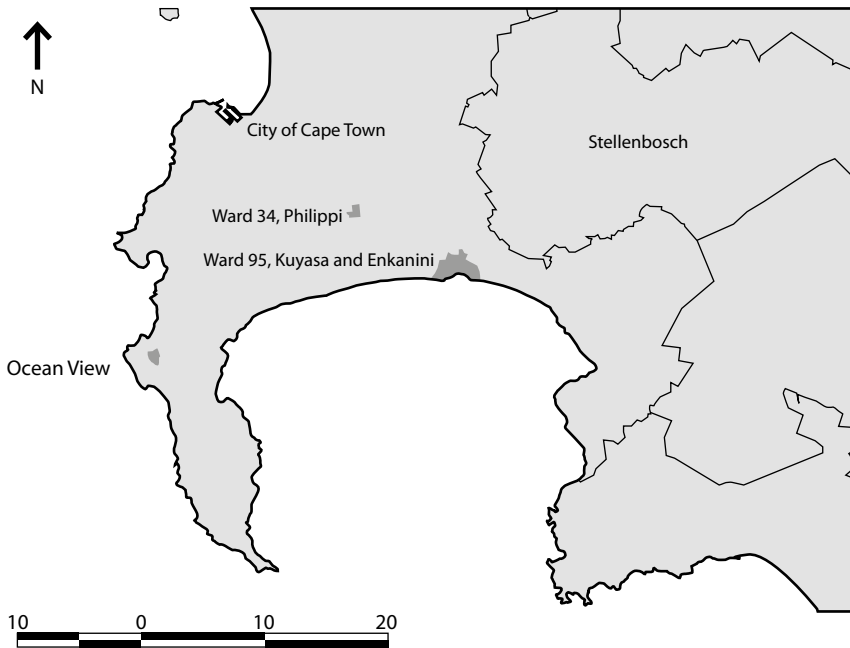 N
City of Cape Town
Stellenbosch
Ward 34, Philippi
Ward 95, Kuyasa and Enkanini
Ocean View
10 0 10 20